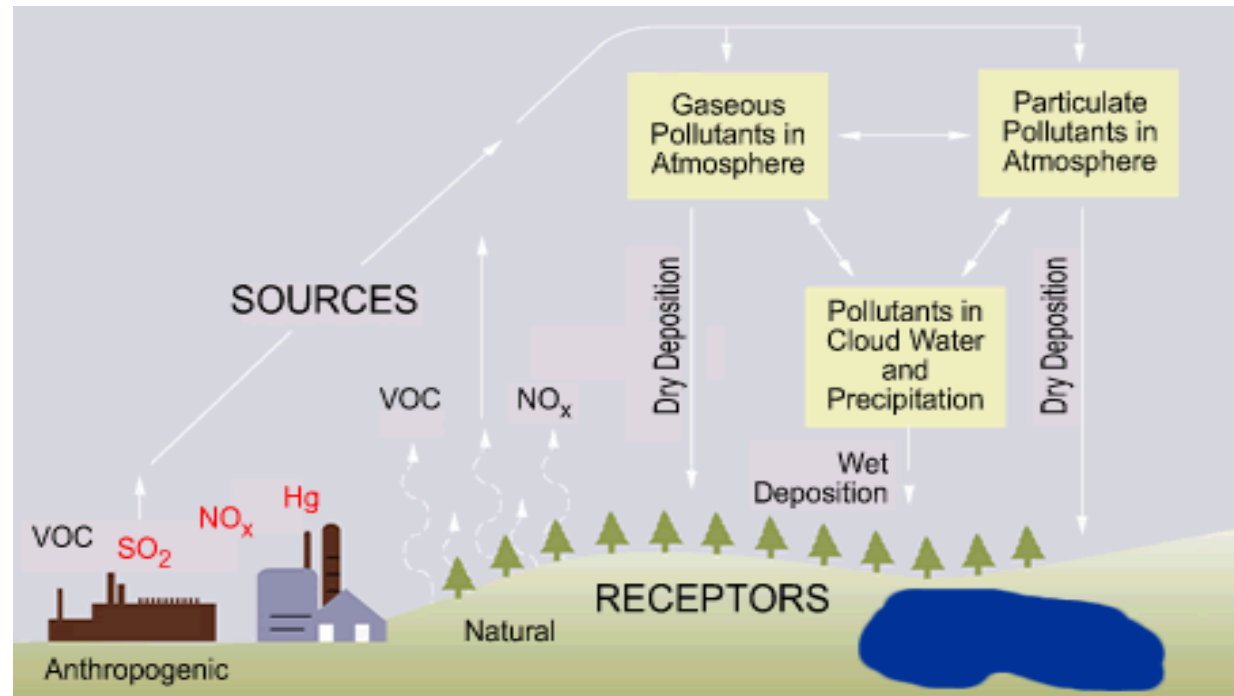 Gaseous
Pollutants in
Atmosphere
Particulate
Pollutants in
Atmosphere
SOURCES
Dry Deposition
Pollutants in
Cloud Water
and
Precipitation
Dry Deposition
VOC
NOₓ
Wet
Deposition
VOC
SO₂
NOₓ
Hg
RECEPTORS
Natural
Anthropogenic